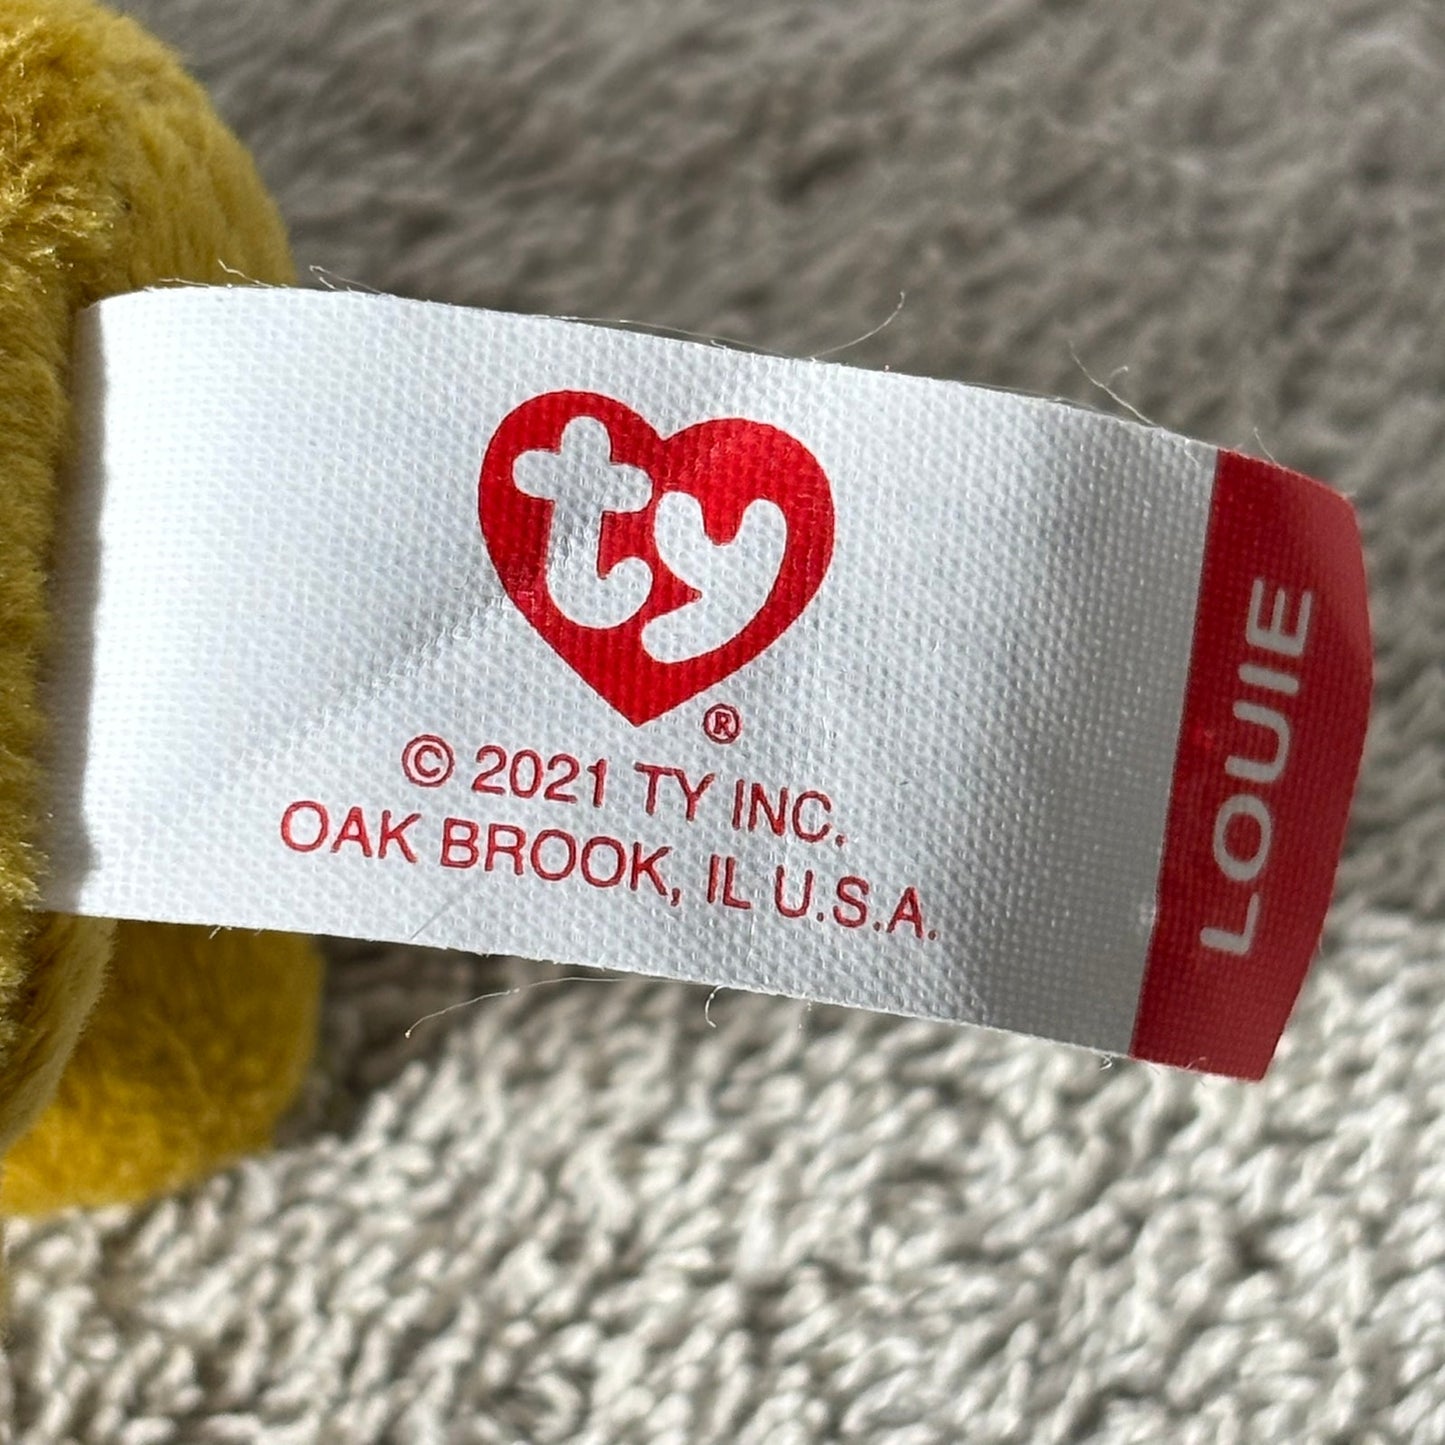 ty
®
© 2021 TY INC.
OAK BROOK, IL U.S.A.
LOUIE